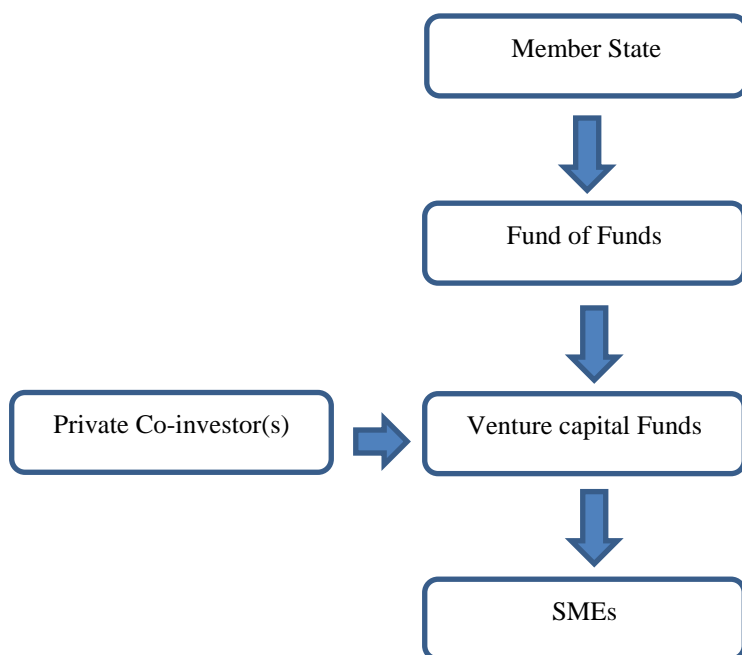 Member State
Fund of Funds
Private Co-investor(s)
Venture capital Funds
SMEs